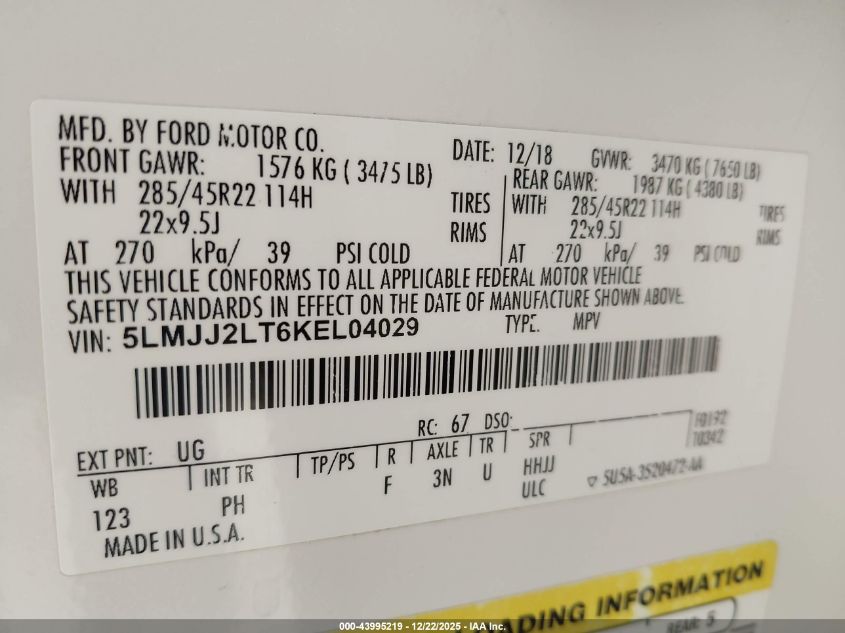 MFD. BY FORD MOTOR CO.
DATE: 12/18 GVWR: 3470 KG ( 7650 LB)
FRONT GAWR: 1576 KG ( 3475 LB)
REAR GAWR: 1987 KG ( 4380 LB)
WITH 285/45R22 114H TIRES
WITH 285/45R22 114H TIRES
22x9.5J RIMS
22x9.5J RIMS
AT 270 kPa/ 39 PSI COLD
AT 270 kPa/ 39 PSI COLD
THIS VEHICLE CONFORMS TO ALL APPLICABLE FEDERAL MOTOR VEHICLE
SAFETY STANDARDS IN EFFECT ON THE DATE OF MANUFACTURE SHOWN ABOVE.
VIN: 5LMJJ2LT6KEL04029
TYPE: MPV
RC: 67 DSO:
EXT PNT: UG
WB INT TR TP/PS R AXLE TR SPR
123 PH F 3N U HHJJ
ULC
MADE IN U.S.A.
ADING INFORMATION
REAR: 5
000-43995219 - 12/22/2025 - IAA Inc.